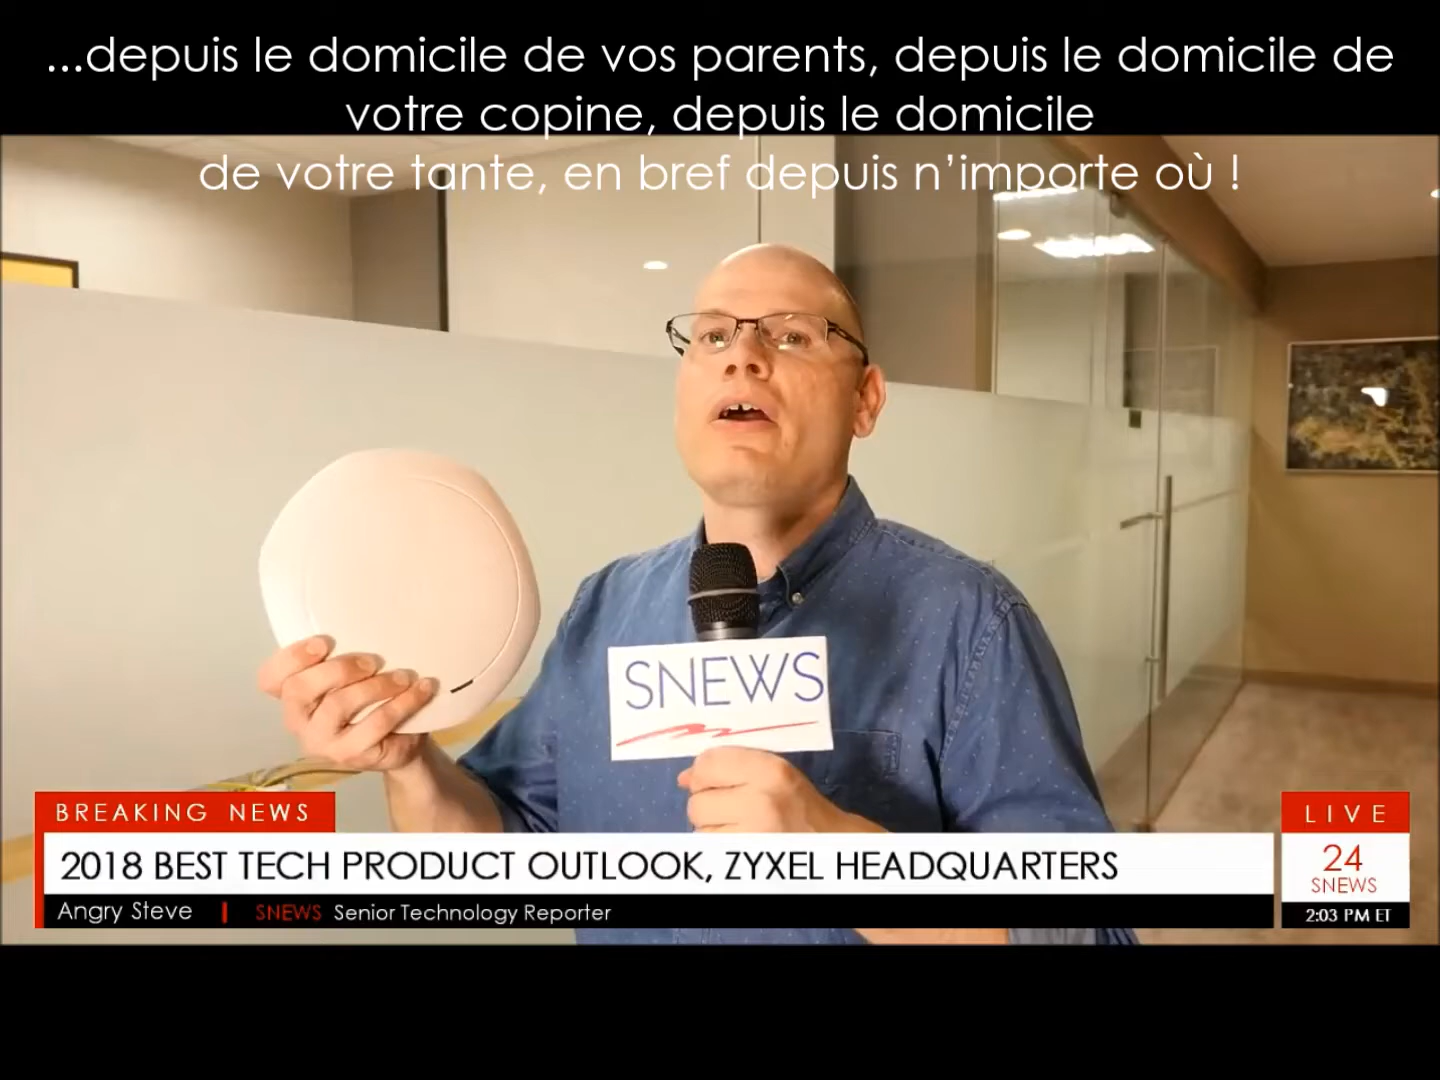 ...depuis le domicile de vos parents, depuis le domicile de
votre copine, depuis le domicile
de votre tante, en bref depuis n’importe où !
SNEWS
BREAKING NEWS
2018 BEST TECH PRODUCT OUTLOOK, ZYXEL HEADQUARTERS
Angry Steve | SNEWS Senior Technology Reporter
LIVE
24
SNEWS
2:03 PM ET